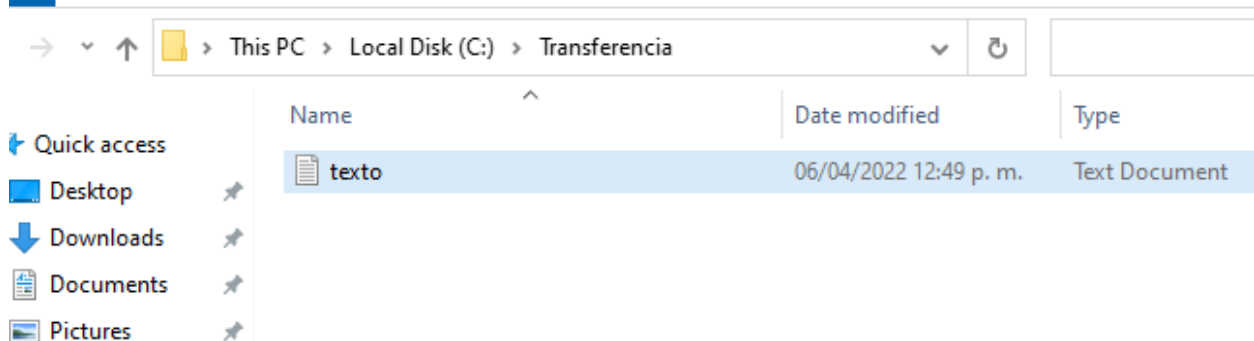 This PC > Local Disk (C:) > Transferencia
Name Date modified Type
Quick access
texto 06/04/2022 12:49 p. m. Text Document
Desktop
Downloads
Documents
Pictures